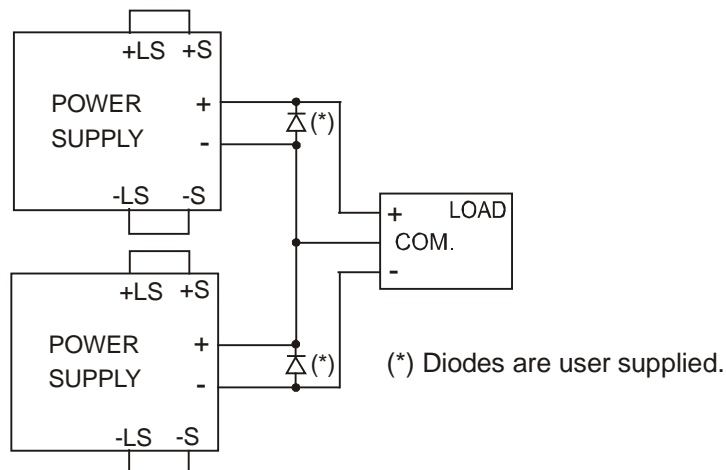 +LS +S
POWER
SUPPLY
+
-
-LS -S
(*)
+ LOAD
COM.
-
+LS +S
POWER
SUPPLY
+
-
-LS -S
(*)
(*) Diodes are user supplied.